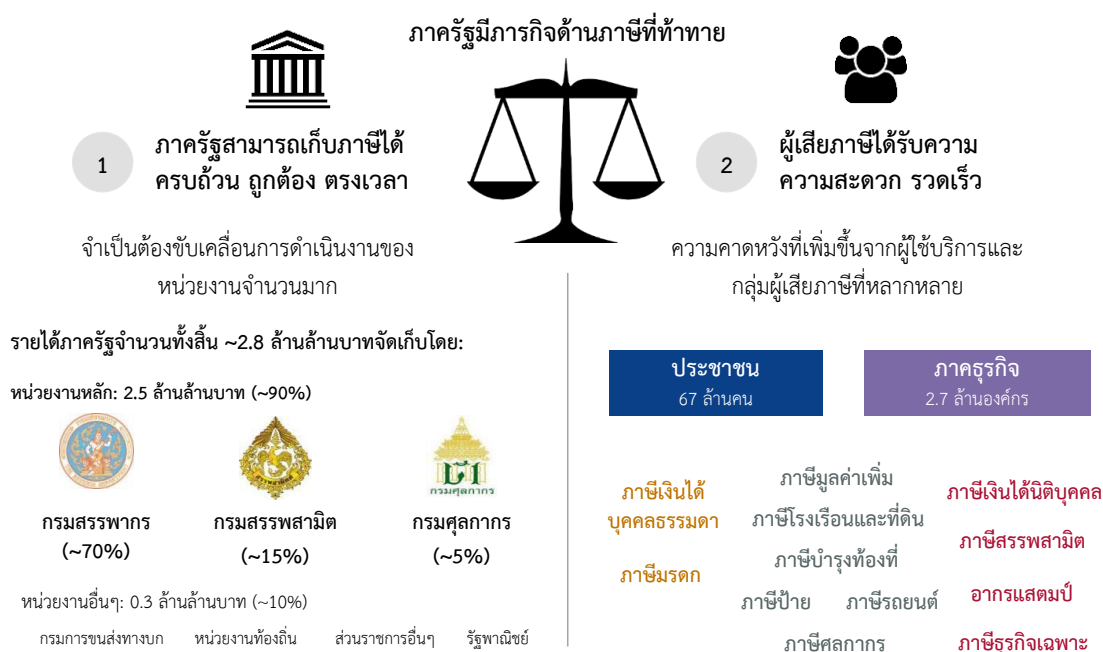 ภาครัฐมีภารกิจด้านภาษีที่ท้าทาย
1
ภาครัฐสามารถเก็บภาษีได้
ครบถ้วน ถูกต้อง ตรงเวลา
จำเป็นต้องขับเคลื่อนการดำเนินงานของ
หน่วยงานจำนวนมาก
รายได้ภาครัฐจำนวนทั้งสิ้น ~2.8 ล้านล้านบาทจัดเก็บโดย:
หน่วยงานหลัก: 2.5 ล้านล้านบาท (~90%)
กรมศุลกากร
กรมสรรพากร
(~70%)
กรมสรรพสามิต
(~15%)
กรมศุลกากร
(~5%)
หน่วยงานอื่นๆ: 0.3 ล้านล้านบาท (~10%)
กรมการขนส่งทางบก หน่วยงานท้องถิ่น ส่วนราชการอื่นๆ รัฐพาณิชย์
2
ผู้เสียภาษีได้รับความ
ความสะดวก รวดเร็ว
ความคาดหวังที่เพิ่มขึ้นจากผู้ใช้บริการและ
กลุ่มผู้เสียภาษีที่หลากหลาย
ประชาชน
67 ล้านคน
ภาคธุรกิจ
2.7 ล้านองค์กร
ภาษีเงินได้
บุคคลธรรมดา
ภาษีมรดก
ภาษีมูลค่าเพิ่ม
ภาษีโรงเรือนและที่ดิน
ภาษีบำรุงท้องที่
ภาษีป้าย ภาษีรถยนต์
ภาษีศุลกากร
ภาษีเงินได้นิติบุคคล
ภาษีสรรพสามิต
อากรแสตมป์
ภาษีธุรกิจเฉพาะ